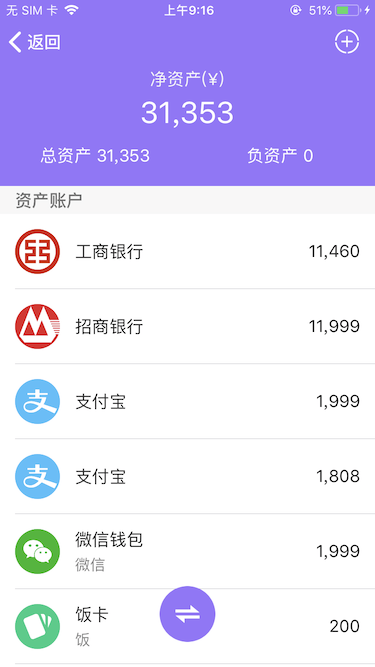 无 SIM 卡 上午9:16 51%
返回
净资产(¥)
31,353
总资产 31,353 负资产 0
资产账户
工商银行 11,460
招商银行 11,999
支付宝 1,999
支付宝 1,808
微信钱包 1,999
微信
饭卡 200
饭